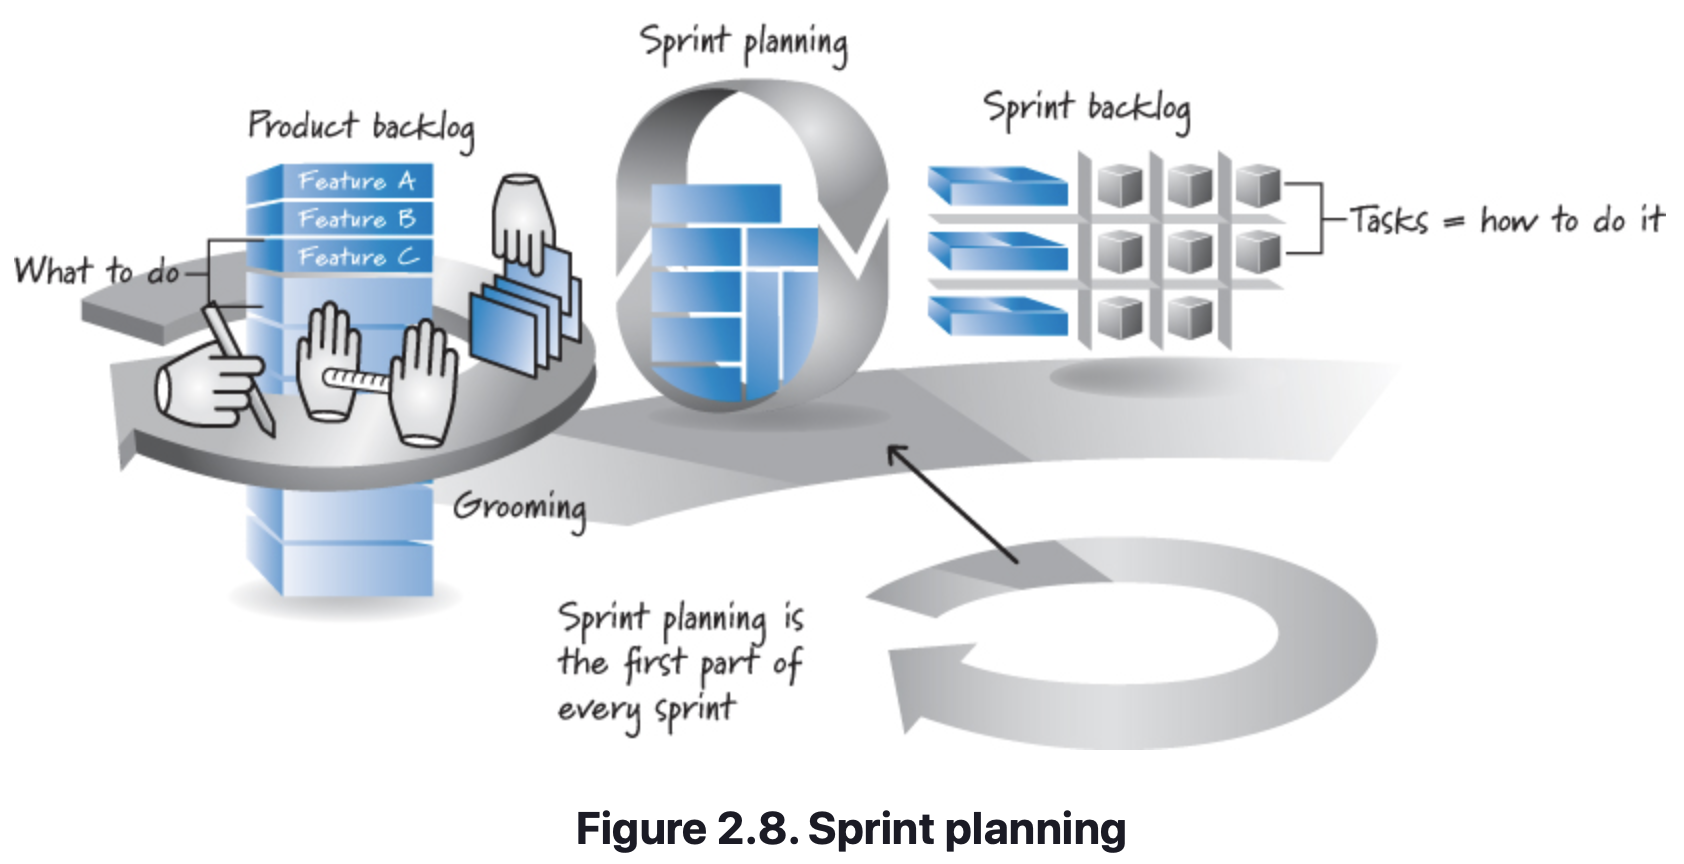 Sprint planning
Product backlog
Sprint backlog
Feature A
Feature B
Feature C
What to do
Tasks = how to do it
Grooming
Sprint planning is
the first part of
every sprint
Figure 2.8. Sprint planning